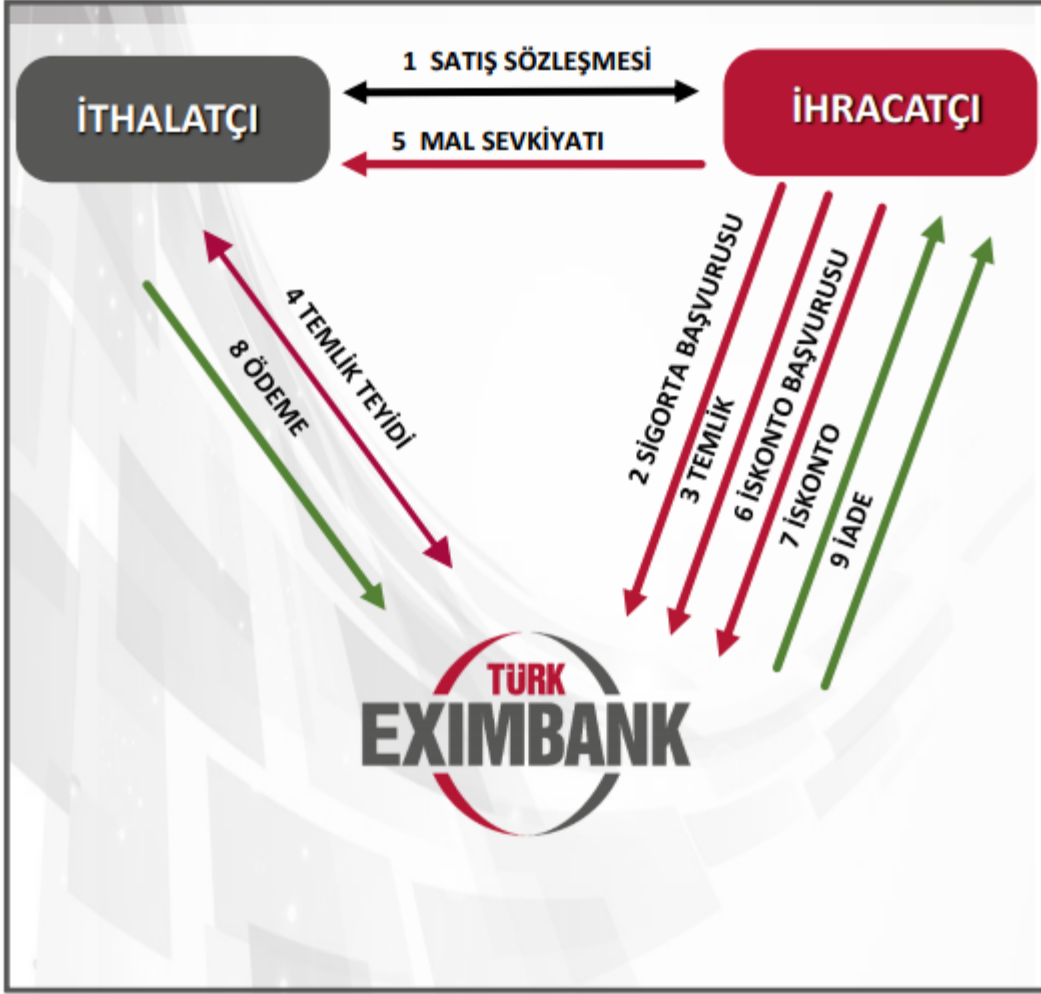 1 SATIŞ SÖZLEŞMESİ
İTHALATÇI
İHRACATÇI
5 MAL SEVKİYATI
4 TEMLİK TEYİDİ
8 ÖDEME
2 SİGORTA BAŞVURUSU
3 TEMLİK
6 İSKONTO BAŞVURUSU
7 İSKONTO
9 İADE
TÜRK
EXIMBANK